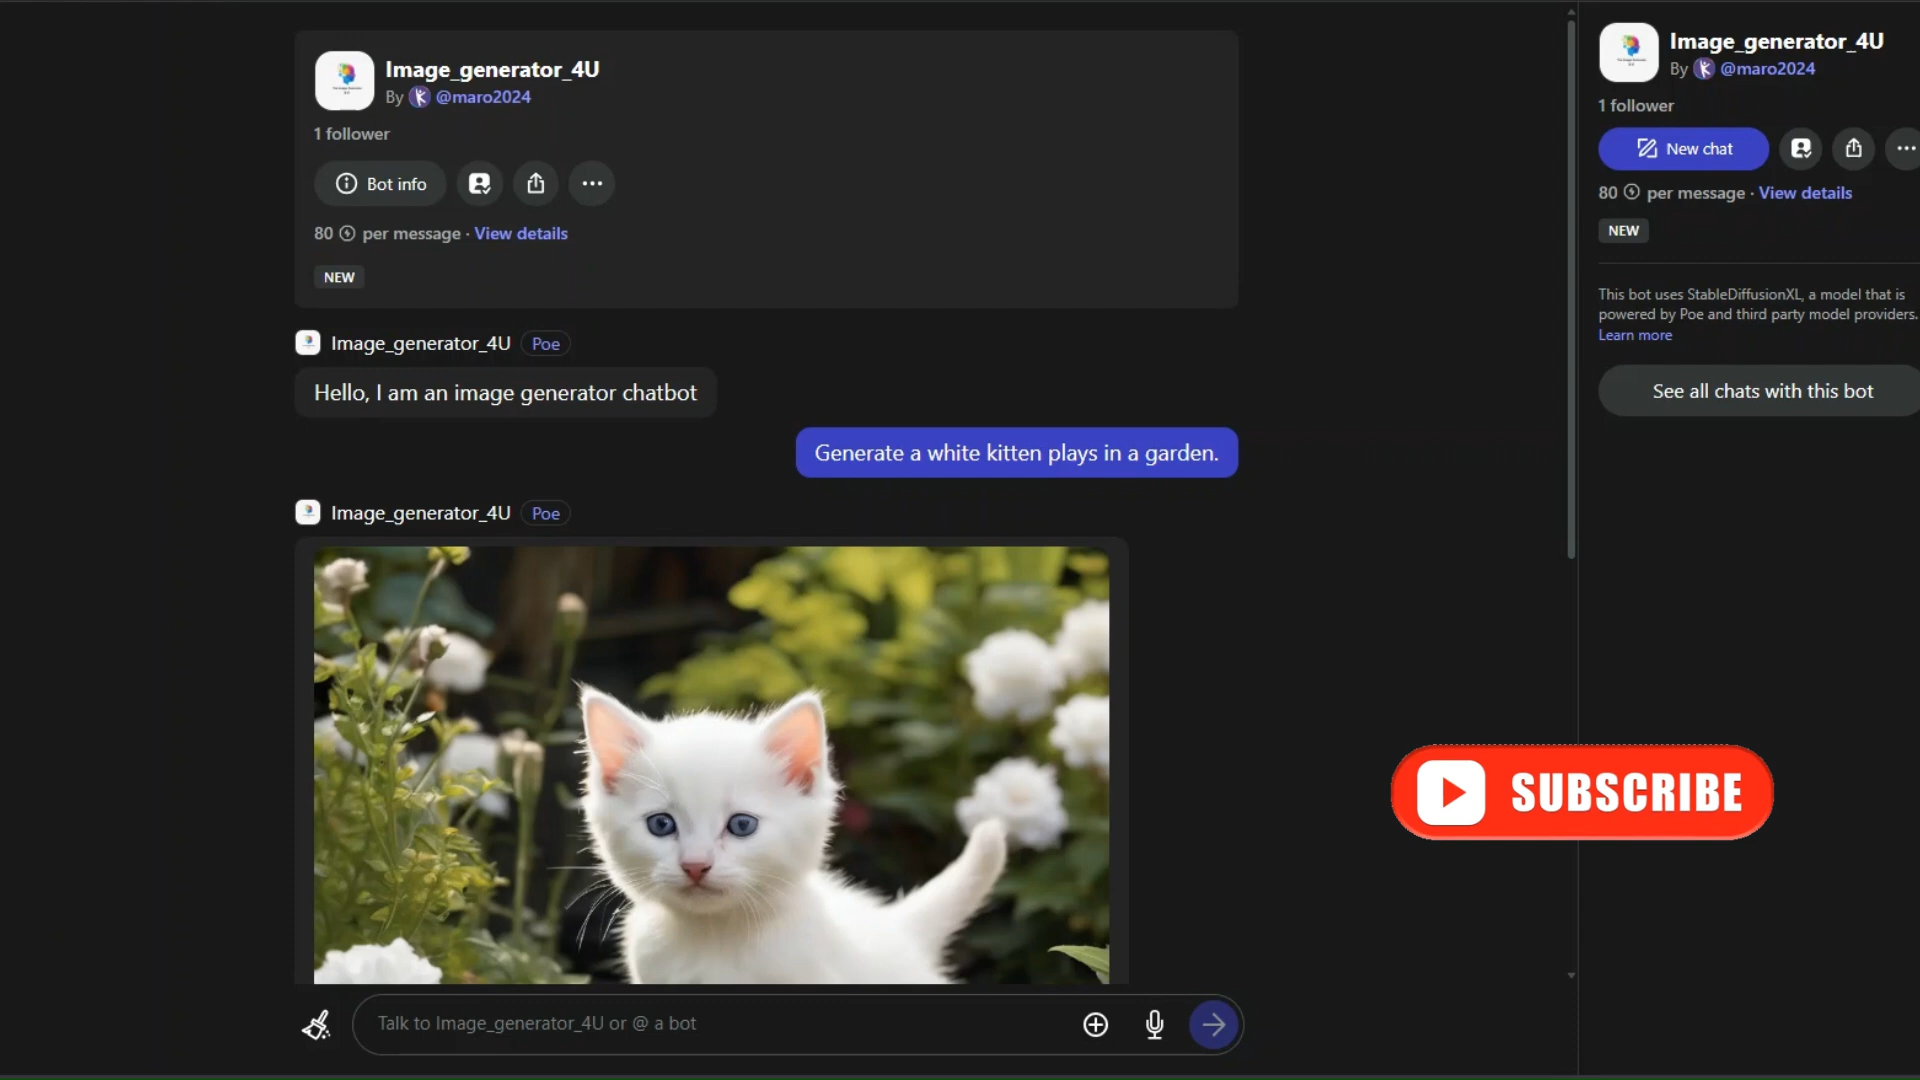 Image_generator_4U
By @maro2024
1 follower
Bot info
80 per message · View details
NEW
Image_generator_4U Poe
Hello, I am an image generator chatbot
Generate a white kitten plays in a garden.
Image_generator_4U Poe
Talk to Image_generator_4U or @ a bot
Image_generator_4U
By @maro2024
1 follower
New chat
80 per message · View details
NEW
This bot uses StableDiffusionXL, a model that is
powered by Poe and third party model providers.
Learn more
See all chats with this bot
SUBSCRIBE